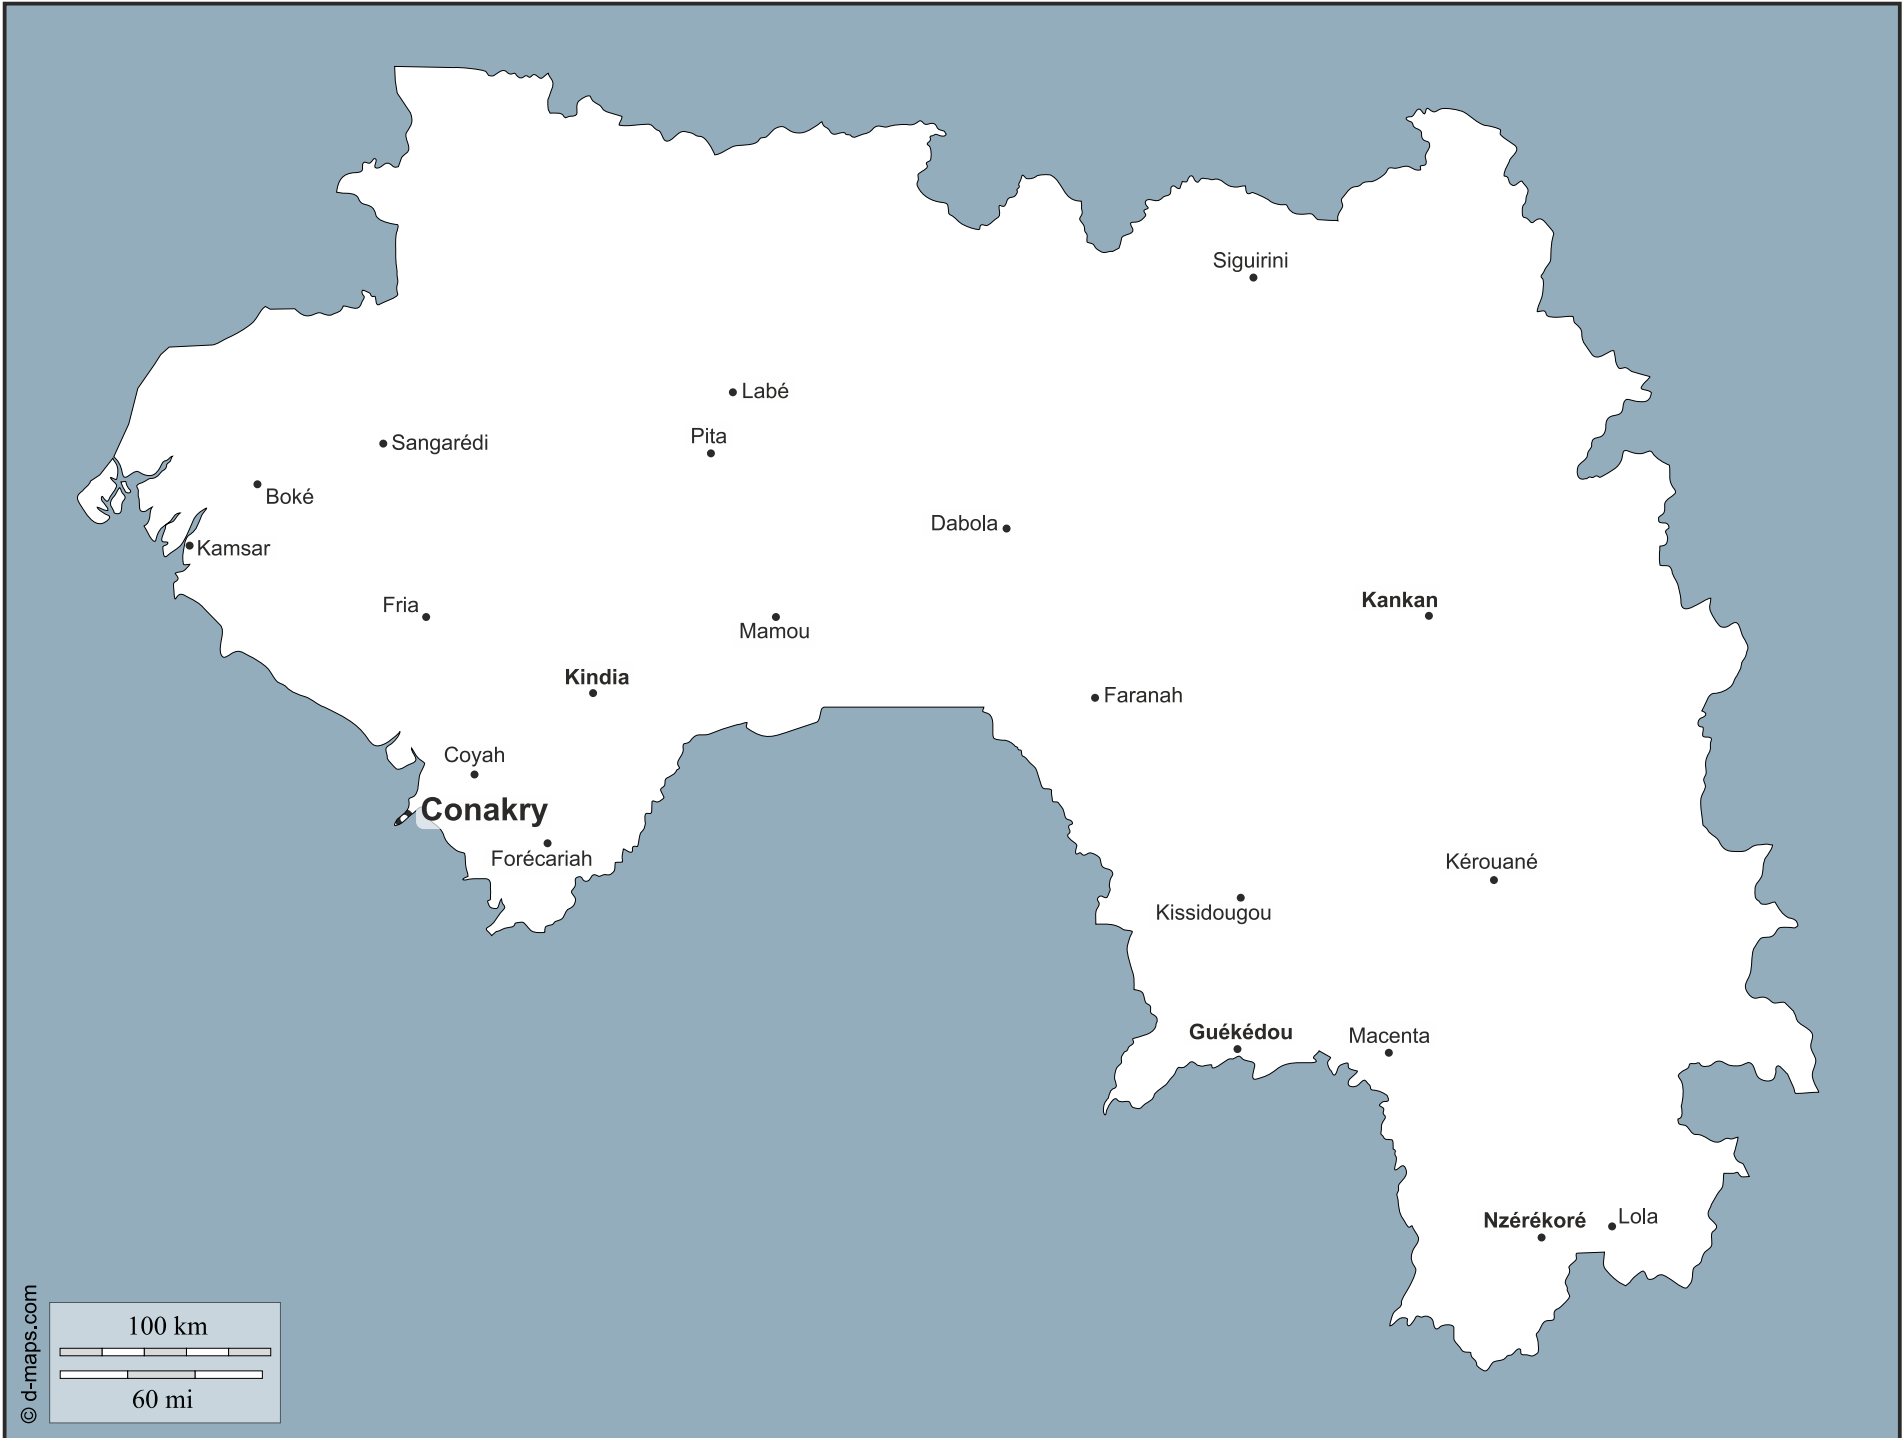 Siguirini
Labé
Pita
Sangarédi
Boké
Dabola
Kamsar
Kankan
Fria
Mamou
Kindia
Faranah
Coyah
Conakry
Forécariah
Kérouané
Kissidougou
Guékédou
Macenta
Nzérékoré
Lola
100 km
60 mi
© d-maps.com